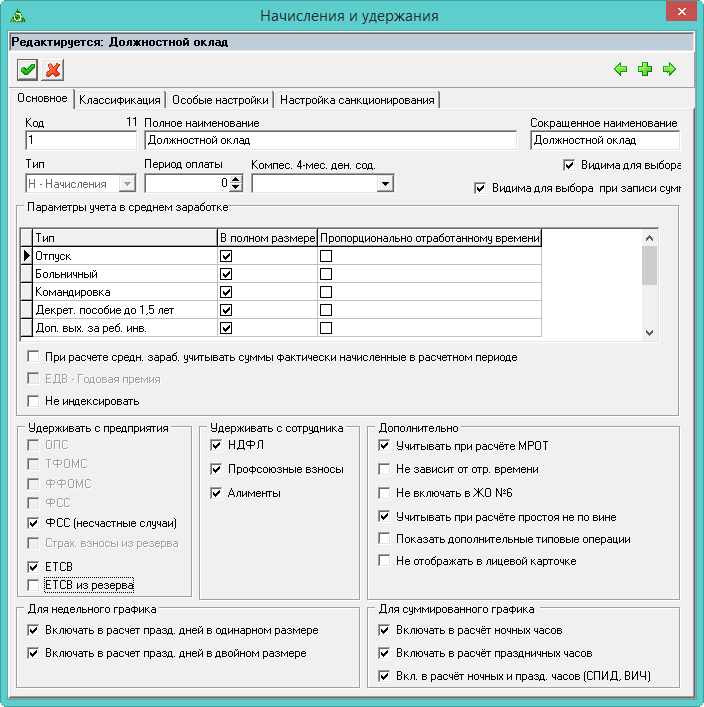 Начисления и удержания
Редактируется: Должностной оклад
Основное Классификация Особые настройки Настройка санкционирования
Код 11 Полное наименование Сокращенное наименование
1 Должностной оклад Должностной оклад
Тип Период оплаты Компес. 4-мес. ден. сод. Видима для выбора
Н - Начисления 0 Видима для выбора при записи сумм
Параметры учета в среднем заработке
Тип В полном размере Пропорционально отработанному времени
Отпуск
Больничный
Командировка
Декрет. пособие до 1,5 лет
Доп. вых. за реб. инв.
При расчете средн. зараб. учитывать суммы фактически начисленные в расчетном периоде
ЕДВ - Годовая премия
Не индексировать
Удерживать с предприятия
ОПС
ТФОМС
ФФОМС
ФСС
ФСС (несчастные случаи)
Страх. взносы из резерва
ЕТСВ
ЕТСВ из резерва
Удерживать с сотрудника
НДФЛ
Профсоюзные взносы
Алименты
Дополнительно
Учитывать при расчёте МРОТ
Не зависит от отр. времени
Не включать в ЖО №6
Учитывать при расчёте простоя не по вине
Показать дополнительные типовые операции
Не отображать в лицевой карточке
Для недельного графика
Включать в расчет празд. дней в одинарном размере
Включать в расчет празд. дней в двойном размере
Для суммированного графика
Включать в расчёт ночных часов
Включать в расчёт праздничных часов
Вкл. в расчёт ночных и празд. часов (СПИД, ВИЧ)